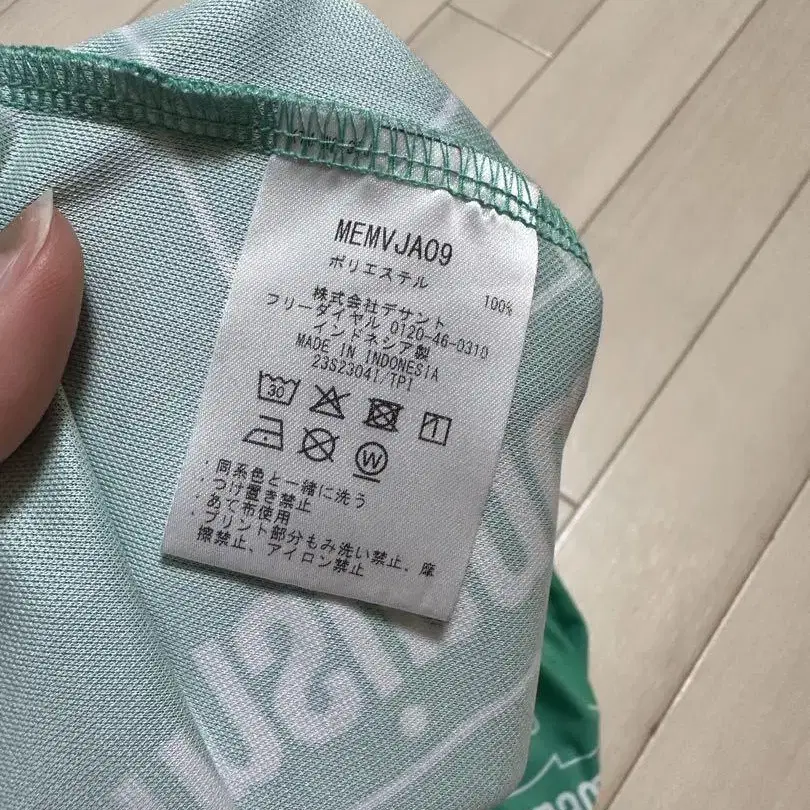 MEMVJA09
ポリエステル 100%
株式会社デサント
フリーダイヤル 0120-46-0310
インドネシア製
MADE IN INDONESIA
23S23041/TP1
30
W
・同系色と一緒に洗う
・つけ置き禁止
・あて布使用
・プリント部分もみ洗い禁止、摩
擦禁止、アイロン禁止